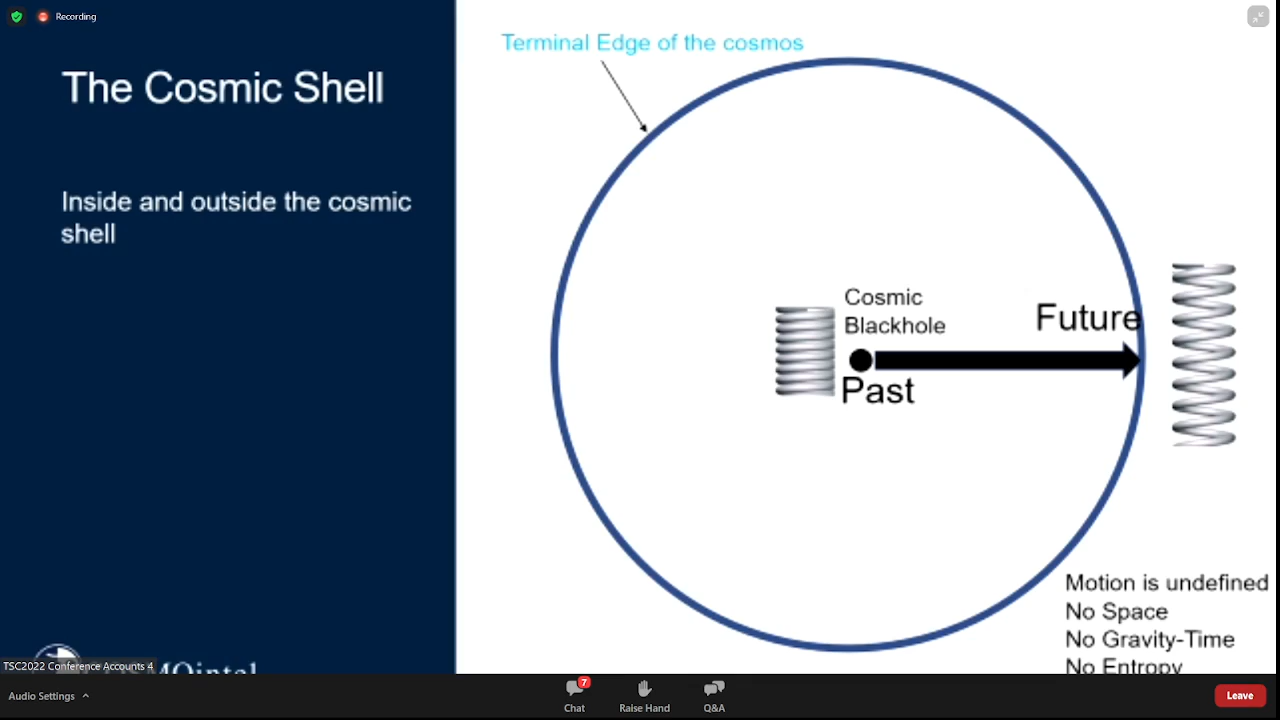 Recording
The Cosmic Shell
Inside and outside the cosmic
shell
Terminal Edge of the cosmos
Cosmic
Blackhole
Future
Past
Motion is undefined
No Space
No Gravity-Time
No Entropy
TSC2022 Conference Accounts 4
Audio Settings
7
Chat
Raise Hand
Q&A
Leave